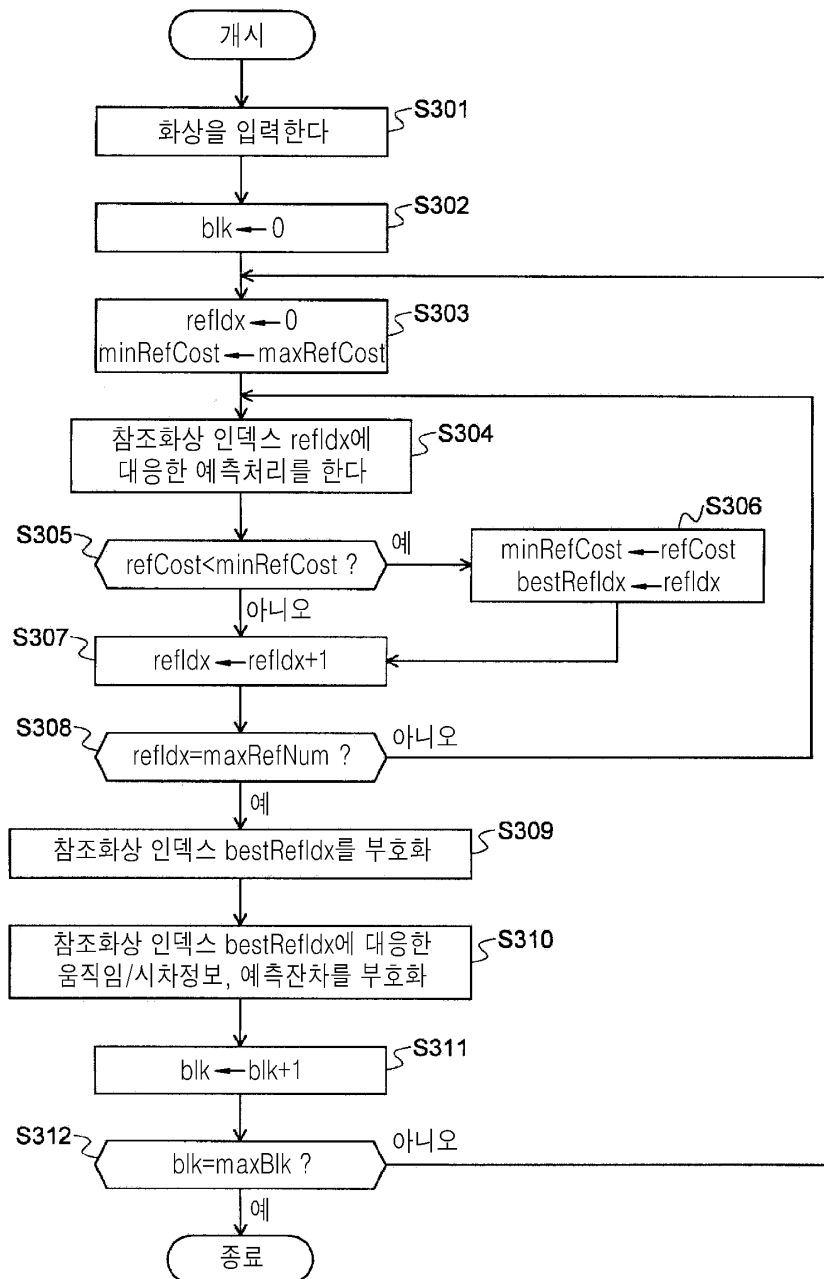 개시
S301
화상을 입력한다
S302
blk ← 0
S303
refIdx ← 0
minRefCost ← maxRefCost
S304
참조화상 인덱스 refIdx에
대응한 예측처리를 한다
S305
refCost<minRefCost ?
예
아니오
S306
minRefCost ← refCost
bestRefIdx ← refIdx
S307
refIdx ← refIdx+1
S308
refIdx=maxRefNum ?
아니오
예
S309
참조화상 인덱스 bestRefIdx를 부호화
S310
참조화상 인덱스 bestRefIdx에 대응한
움직임/시차정보, 예측잔차를 부호화
S311
blk ← blk+1
S312
blk=maxBlk ?
아니오
예
종료